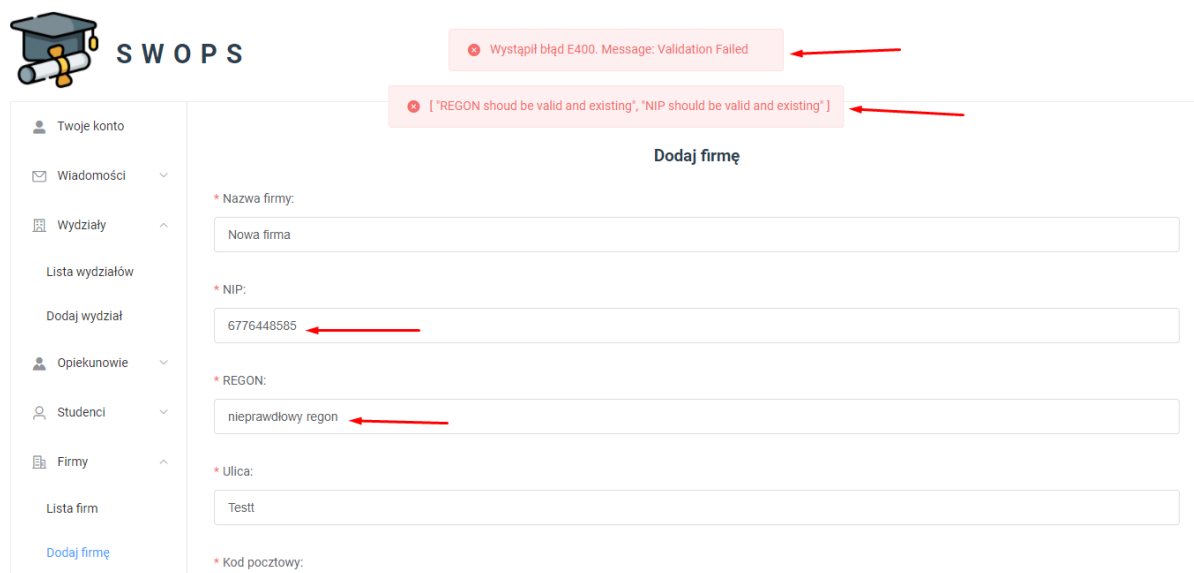 SWOPS
Wystąpił błąd E400. Message: Validation Failed
[ "REGON shoud be valid and existing", "NIP should be valid and existing" ]
Twoje konto
Wiadomości
Wydziały
Lista wydziałów
Dodaj wydział
Opiekunowie
Studenci
Firmy
Lista firm
Dodaj firmę
Dodaj firmę
* Nazwa firmy:
Nowa firma
* NIP:
6776448585
* REGON:
nieprawdłowy regon
* Ulica:
Testt
* Kod pocztowy: